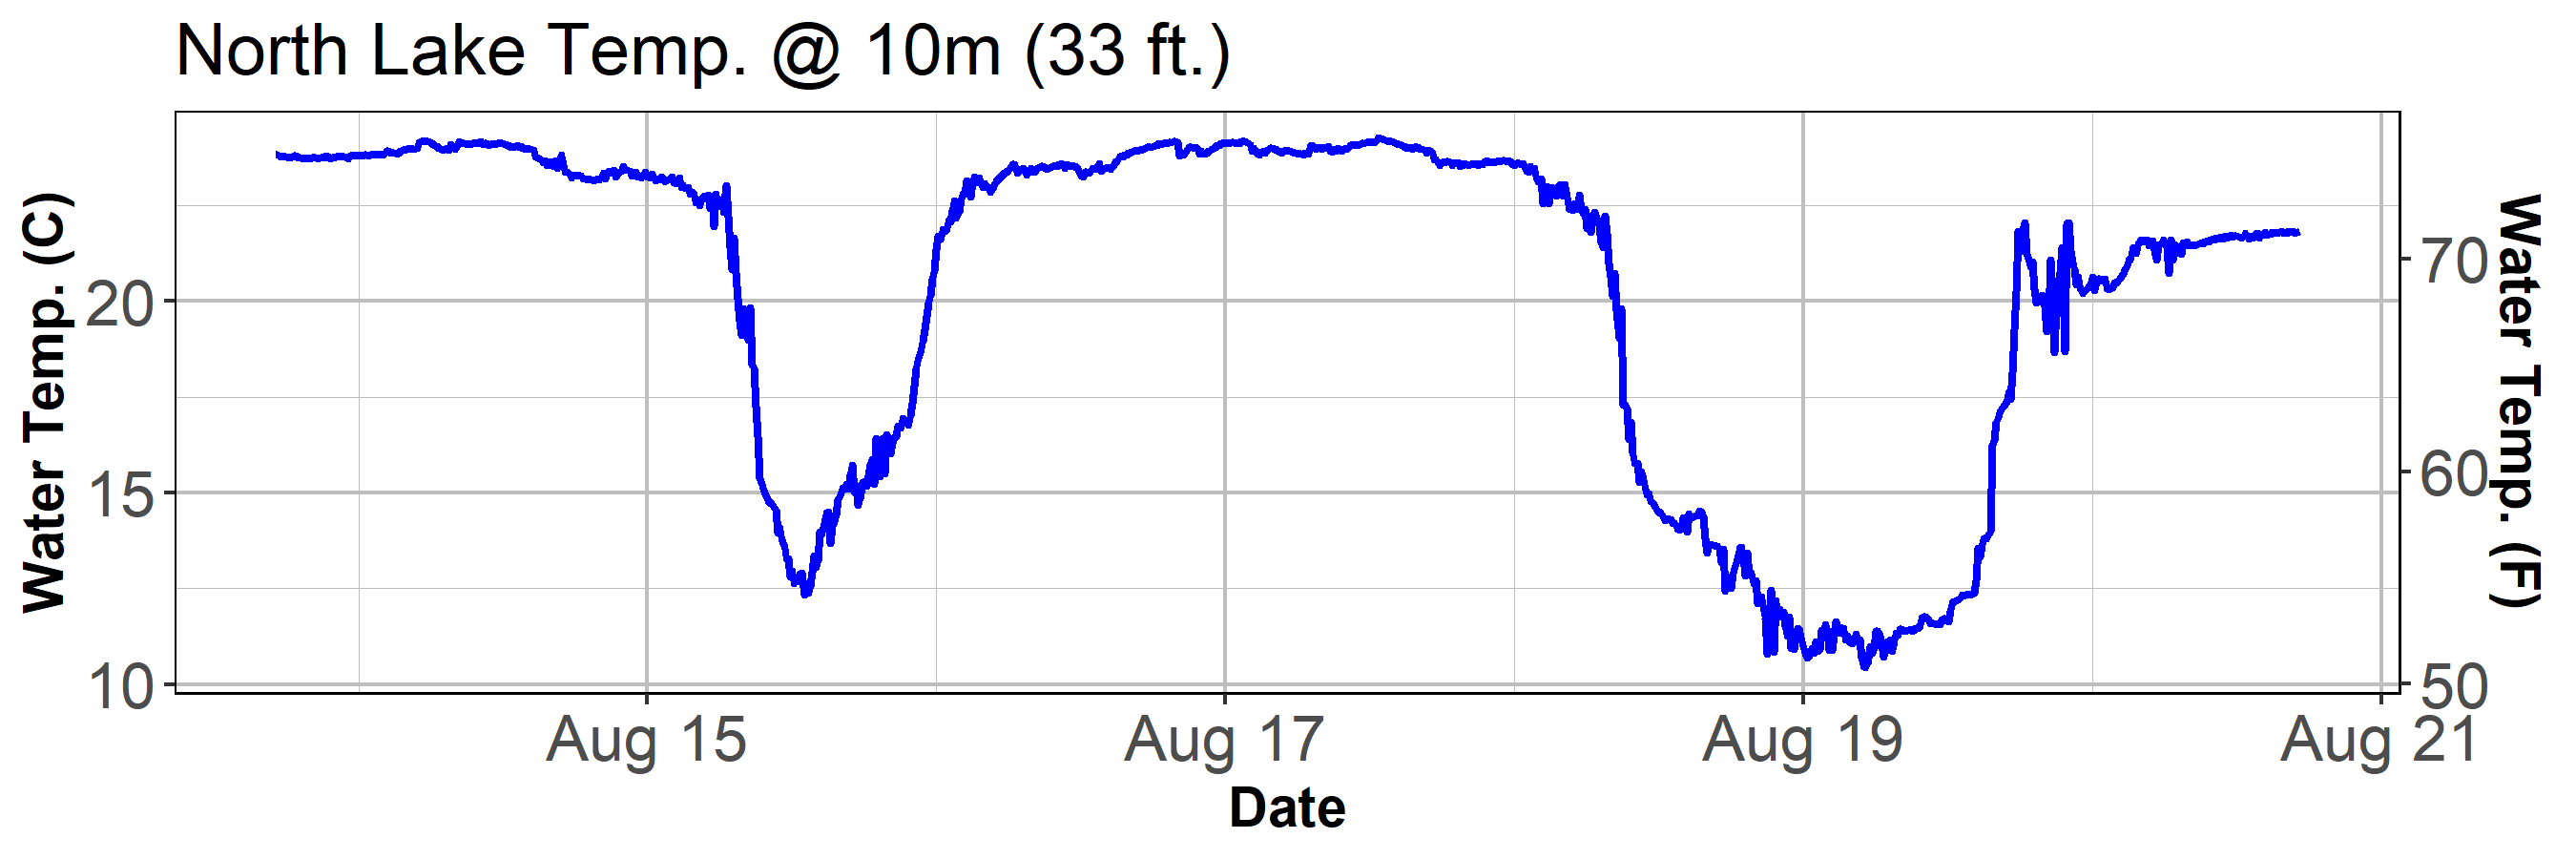 North Lake Temp. @ 10m (33 ft.)
Water Temp. (C)
20
15
10
70
60
50
Water Temp. (F)
Aug 15
Aug 17
Aug 19
Aug 21
Date